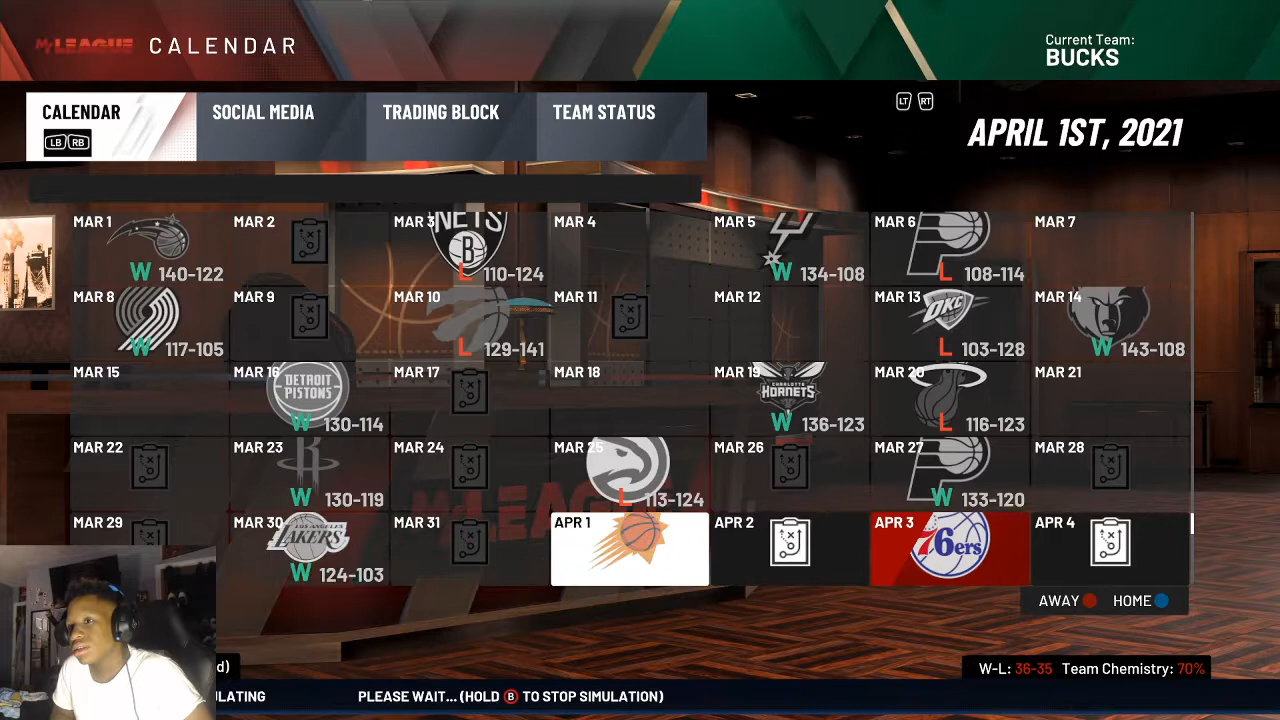 MyLEAGUE CALENDAR
Current Team:
BUCKS
CALENDAR
LB RB
SOCIAL MEDIA
TRADING BLOCK
TEAM STATUS
LT RT
APRIL 1ST, 2021
MAR 1 W 140-122
MAR 2
MAR 3 NETS B L 110-124
MAR 4
MAR 5 W 134-108
MAR 6 L 108-114
MAR 7
MAR 8 W 117-105
MAR 9
MAR 10 L 129-141
MAR 11
MAR 12
MAR 13 OKC L 103-128
MAR 14 W 143-108
MAR 15
MAR 16 DETROIT PISTONS W 130-114
MAR 17
MAR 18
MAR 19 CHARLOTTE HORNETS W 136-123
MAR 20 L 116-123
MAR 21
MAR 22
MAR 23 R W 130-119
MAR 24
MAR 25 L 113-124
MAR 26
MAR 27 W 133-120
MAR 28
MAR 29
MAR 30 LOS ANGELES LAKERS W 124-103
MAR 31
APR 1
APR 2
APR 3 76ers
APR 4
AWAY HOME
d)
W-L: 36-35 Team Chemistry: 70%
LATING PLEASE WAIT... (HOLD B TO STOP SIMULATION)